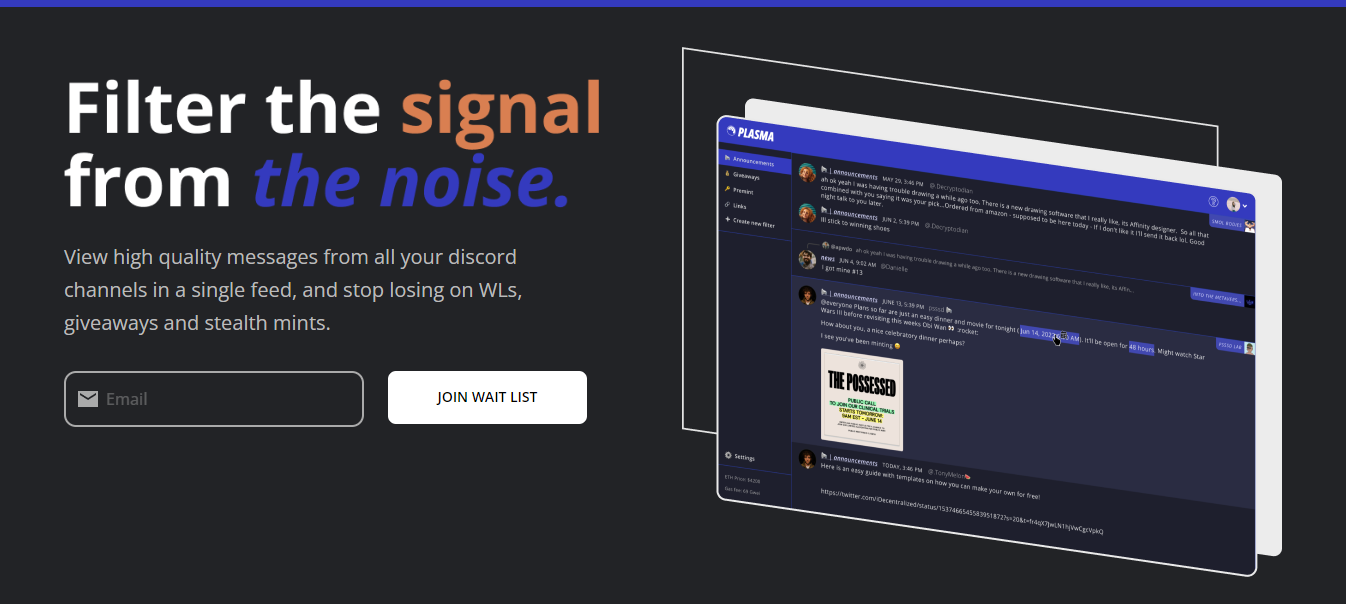 Filter the signal
from the noise.
View high quality messages from all your discord
channels in a single feed, and stop losing on WLs,
giveaways and stealth mints.
Email
JOIN WAIT LIST
PLASMA
Announcements
Giveaways
Premint
Links
Create new filter
Settings
ETH Price:
Gas Fee:
| announcements MAY 29, 3:46 PM @ Decryptodian
ah ok yeah I was having trouble drawing a while ago too. There is a new drawing software that I really like, its Affinity designer. So all that
combined with you saying it was your pick...Ordered from amazon - supposed to be here today - if I don't like it I'll send it back lol. Good
night talk to you later.
| announcements JUN 2, 5:39 PM @ Decryptodian
Ill stick to winning shoes
ah ok yeah I was having trouble drawing a while ago too. There is a new drawing software that I really like, its Affin...
news JUN 4, 9:02 AM @Danielle
I got mine #13
INTO THE METAVERS...
| announcements JUNE 13, 5:39 PM pssd
@everyone Plans so far are just an easy dinner and movie for tonight ( Jun 14, AM). It'll be open for 48 hours. Might watch Star
Wars III before revisiting this weeks Obi Wan :rocket:
How about you, a nice celebratory dinner perhaps?
I see you've been minting
THE POSSESSED
PUBLIC CALL
TO JOIN OUR CLINICAL TRIALS
STARTS TOMORROW
9AM EST - JUNE 14
| announcements TODAY, 3:46 PM @ TonyMelon
Here is an easy guide with templates on how you can make your own for free!